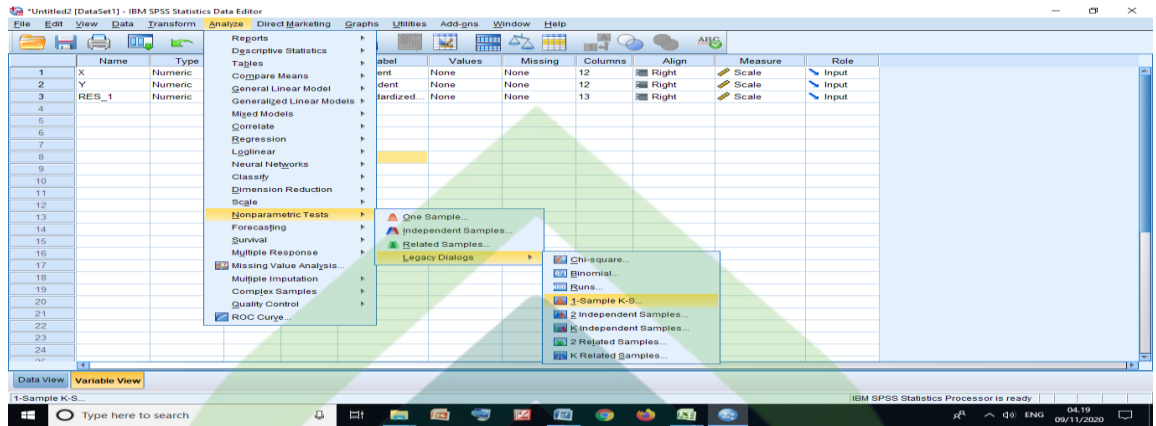 *Untitled2 [DataSet1] - IBM SPSS Statistics Data Editor
File Edit View Data Transform Analyze Direct Marketing Graphs Utilities Add-ons Window Help
Name Type abel Values Missing Columns Align Measure Role
1 X Numeric ent None None 12 Right Scale Input
2 Y Numeric dent None None 12 Right Scale Input
3 RES_1 Numeric dardized... None None 13 Right Scale Input
4
5
6
7
8
9
10
11
12
13
14
15
16
17
18
19
20
21
22
23
24
Reports
Descriptive Statistics
Tables
Compare Means
General Linear Model
Generalized Linear Models
Mixed Models
Correlate
Regression
Loglinear
Neural Networks
Classify
Dimension Reduction
Scale
Nonparametric Tests
Forecasting
Survival
Multiple Response
Missing Value Analysis...
Multiple Imputation
Complex Samples
Quality Control
ROC Curve...
One Sample...
Independent Samples...
Related Samples...
Legacy Dialogs
Chi-square...
Binomial...
Runs...
1-Sample K-S...
2 Independent Samples...
K Independent Samples...
2 Related Samples...
K Related Samples...
Data View Variable View
1-Sample K-S... IBM SPSS Statistics Processor is ready
Type here to search ENG 04.19
09/11/2020